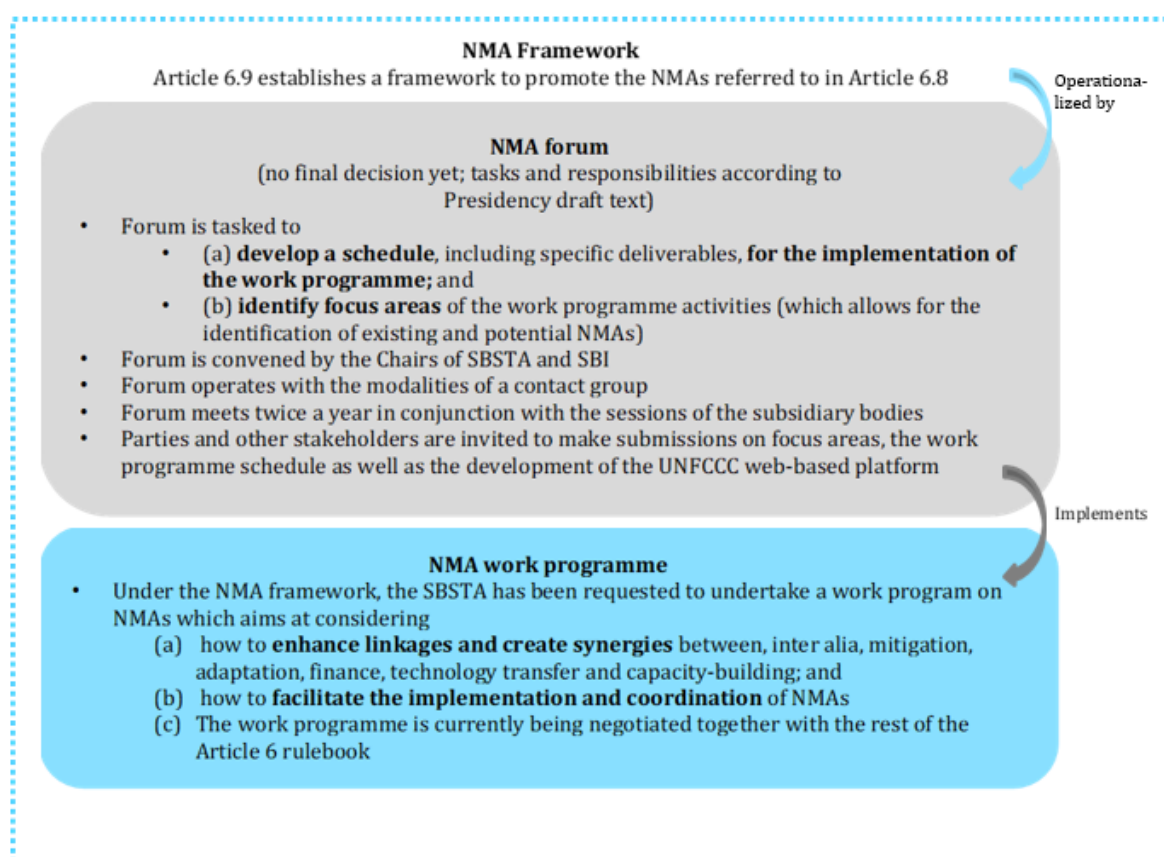 NMA Framework
Article 6.9 establishes a framework to promote the NMAs referred to in Article 6.8
Operationa-
lized by
NMA forum
(no final decision yet; tasks and responsibilities according to
Presidency draft text)
• Forum is tasked to
• (a) develop a schedule, including specific deliverables, for the implementation of
the work programme; and
• (b) identify focus areas of the work programme activities (which allows for the
identification of existing and potential NMAs)
• Forum is convened by the Chairs of SBSTA and SBI
• Forum operates with the modalities of a contact group
• Forum meets twice a year in conjunction with the sessions of the subsidiary bodies
• Parties and other stakeholders are invited to make submissions on focus areas, the work
programme schedule as well as the development of the UNFCCC web-based platform
Implements
NMA work programme
• Under the NMA framework, the SBSTA has been requested to undertake a work program on
NMAs which aims at considering
(a) how to enhance linkages and create synergies between, inter alia, mitigation,
adaptation, finance, technology transfer and capacity-building; and
(b) how to facilitate the implementation and coordination of NMAs
(c) The work programme is currently being negotiated together with the rest of the
Article 6 rulebook